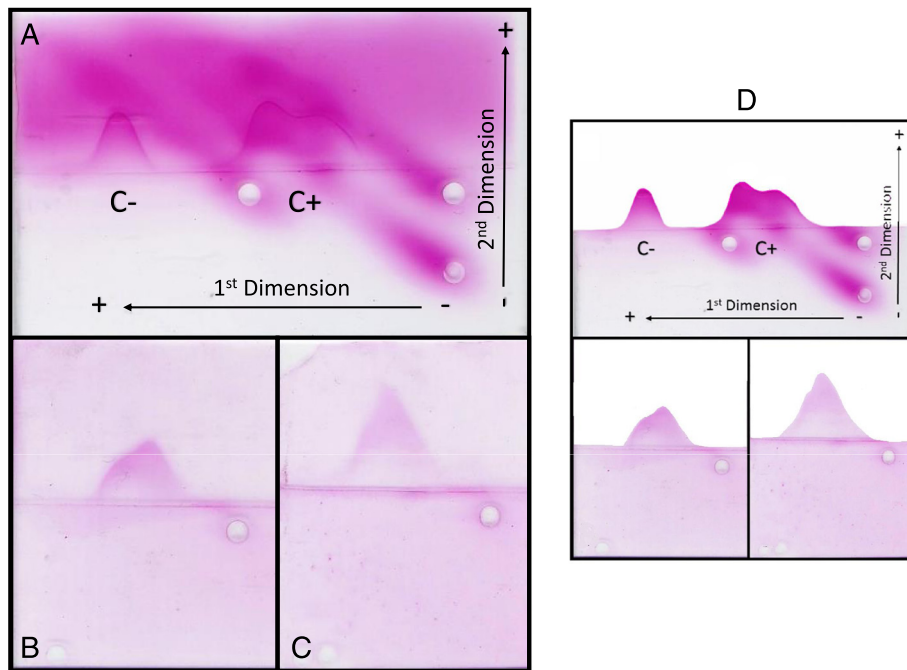 A
+
2nd Dimension
C-
C+
1st Dimension
+
-
-
B
C
D
+
2nd Dimension
C-
C+
1st Dimension
+
-
-